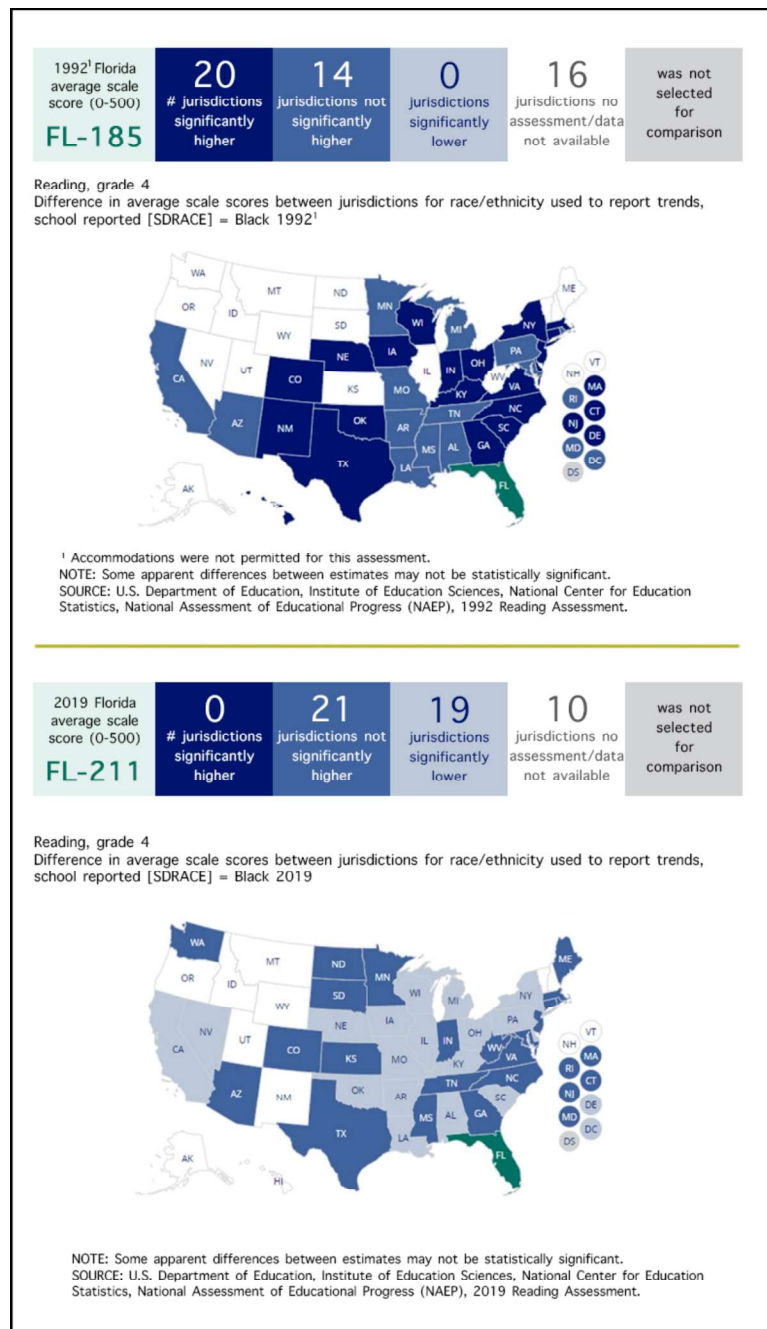 1992¹ Florida
average scale
score (0-500)
FL-185
20
# jurisdictions
significantly
higher
14
jurisdictions not
significantly
higher
0
jurisdictions
significantly
lower
16
jurisdictions no
assessment/data
not available
was not
selected
for
comparison
Reading, grade 4
Difference in average scale scores between jurisdictions for race/ethnicity used to report trends,
school reported [SDRACE] = Black 1992¹
WA
MT
ND
MN
ME
OR
ID
SD
WI
MI
NY
WY
IA
PA
NE
NV
UT
IL
IN
OH
CA
CO
KS
MO
WV
VA
KY
NC
TN
AZ
NM
OK
AR
SC
MS
AL
GA
TX
LA
FL
AK
VT
NH
MA
RI
CT
NJ
DE
MD
DC
DS
¹ Accommodations were not permitted for this assessment.
NOTE: Some apparent differences between estimates may not be statistically significant.
SOURCE: U.S. Department of Education, Institute of Education Sciences, National Center for Education
Statistics, National Assessment of Educational Progress (NAEP), 1992 Reading Assessment.
2019 Florida
average scale
score (0-500)
FL-211
0
# jurisdictions
significantly
higher
21
jurisdictions not
significantly
higher
19
jurisdictions
significantly
lower
10
jurisdictions no
assessment/data
not available
was not
selected
for
comparison
Reading, grade 4
Difference in average scale scores between jurisdictions for race/ethnicity used to report trends,
school reported [SDRACE] = Black 2019
WA
MT
ND
MN
ME
OR
ID
SD
WI
MI
NY
WY
IA
PA
NE
NV
UT
IL
IN
OH
CA
CO
KS
MO
WV
VA
KY
NC
TN
AZ
NM
OK
AR
SC
MS
AL
GA
TX
LA
FL
AK
HI
VT
NH
MA
RI
CT
NJ
DE
MD
DC
DS
NOTE: Some apparent differences between estimates may not be statistically significant.
SOURCE: U.S. Department of Education, Institute of Education Sciences, National Center for Education
Statistics, National Assessment of Educational Progress (NAEP), 2019 Reading Assessment.